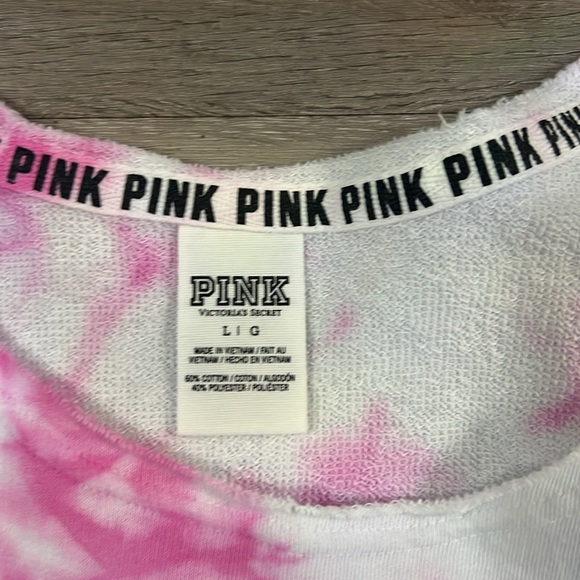 PINK PINK PINK PINK PINK PINK
PINK
VICTORIA'S SECRET
L | G
MADE IN VIETNAM / FAIT AU
VIETNAM / HECHO EN VIETNAM
60% COTTON / COTON / ALGODÓN
40% POLYESTER / POLIÉSTER